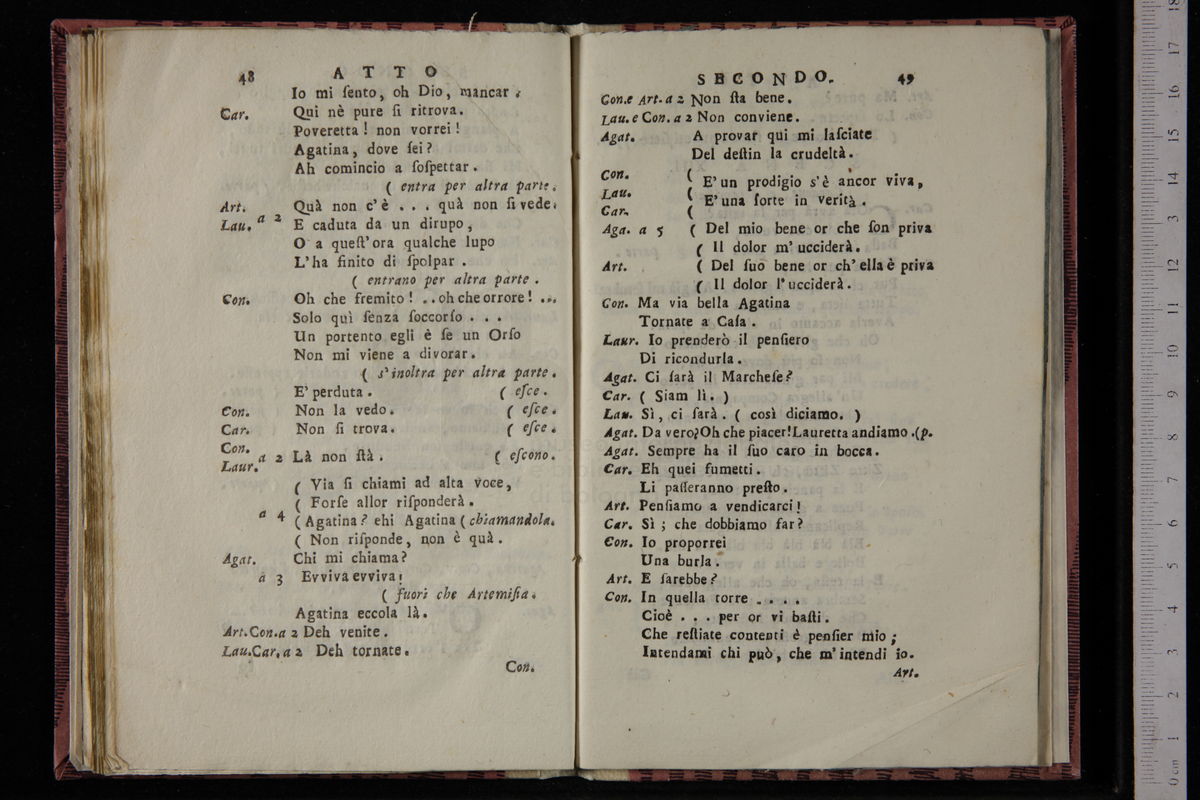 48 ATTO
Io mi ſento, oh Dio, mancar.
Car. Qui nè pure ſi ritrova.
Poveretta! non vorrei!
Agatina, dove ſei?
Ah comincio a ſoſpettar.
( entra per altra parte.
Art. Quà non c'è ... quà non ſi vede.
Lau. a 2 E caduta da un dirupo,
O a queſt'ora qualche lupo
L'ha finito di ſpolpar.
( entrano per altra parte.
Con. Oh che fremito! .. oh che orrore! ...
Solo quì ſenza ſoccorſo ...
Un portento egli è ſe un Orſo
Non mi viene a divorar.
( s'inoltra per altra parte.
E' perduta. ( eſce.
Con. Non la vedo. ( eſce.
Car. Non ſi trova. ( eſce.
Con.
Laur. a 2 Là non ſtà. ( eſcono.
( Via ſi chiami ad alta voce,
( Forſe allor riſponderà.
a 4 ( Agatina? ehi Agatina ( chiamandola.
( Non riſponde, non è quà.
Agat. Chi mi chiama?
a 3 Evviva evviva!
( fuori che Artemiſia.
Agatina eccola là.
Art.Con.a 2 Deh venite.
Lau.Car.a 2 Deh tornate.
Con.
SECONDO. 49
Con.e Art.a 2 Non ſta bene.
Lau.e Con. a 2 Non conviene.
Agat. A provar qui mi laſciate
Del deſtin la crudeltà.
Con. (
Lau. E' un prodigio s'è ancor viva,
( E' una ſorte in verità.
Car. (
Aga. a 5 ( Del mio bene or che ſon priva
( Il dolor m'ucciderà.
Art. ( Del ſuo bene or ch'ella è priva
( Il dolor l'ucciderà.
Con. Ma via bella Agatina
Tornate a Caſa.
Laur. Io prenderò il penſiero
Di ricondurla.
Agat. Ci ſarà il Marcheſe?
Car. ( Siam lì. )
Lau. Sì, ci ſarà. ( così diciamo. )
Agat. Da vero? Oh che piacer! Lauretta andiamo.(p.
Agat. Sempre ha il ſuo caro in bocca.
Car. Eh quei fumetti.
Li paſſeranno preſto.
Art. Penſiamo a vendicarci!
Car. Sì; che dobbiamo far?
Con. Io proporrei
Una burla.
Art. E ſarebbe?
Con. In quella torre ....
Cioè ... per or vi baſti.
Che reſtiate contenti è penſier mio;
Intendami chi può, che m'intendi io.
Art.